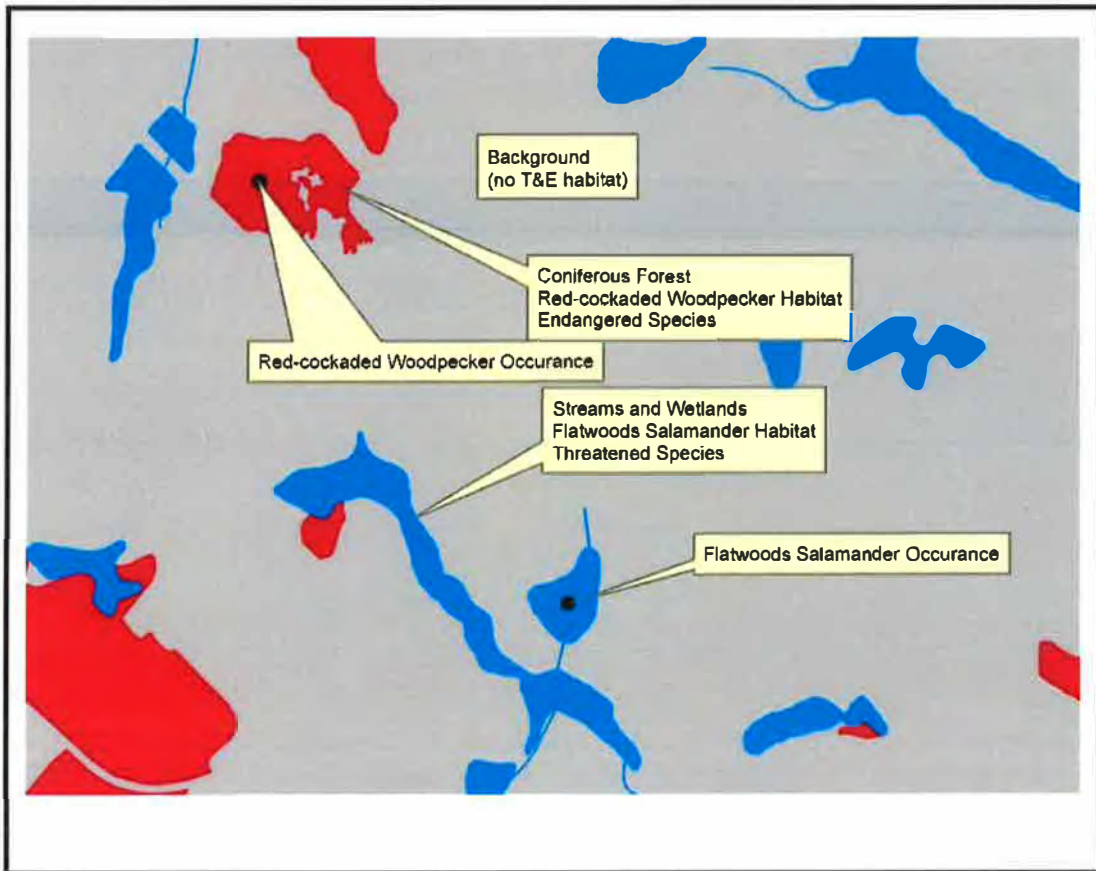 Background
(no T&E habitat)
Coniferous Forest
Red-cockaded Woodpecker Habitat
Endangered Species
Red-cockaded Woodpecker Occurance
Streams and Wetlands
Flatwoods Salamander Habitat
Threatened Species
Flatwoods Salamander Occurance